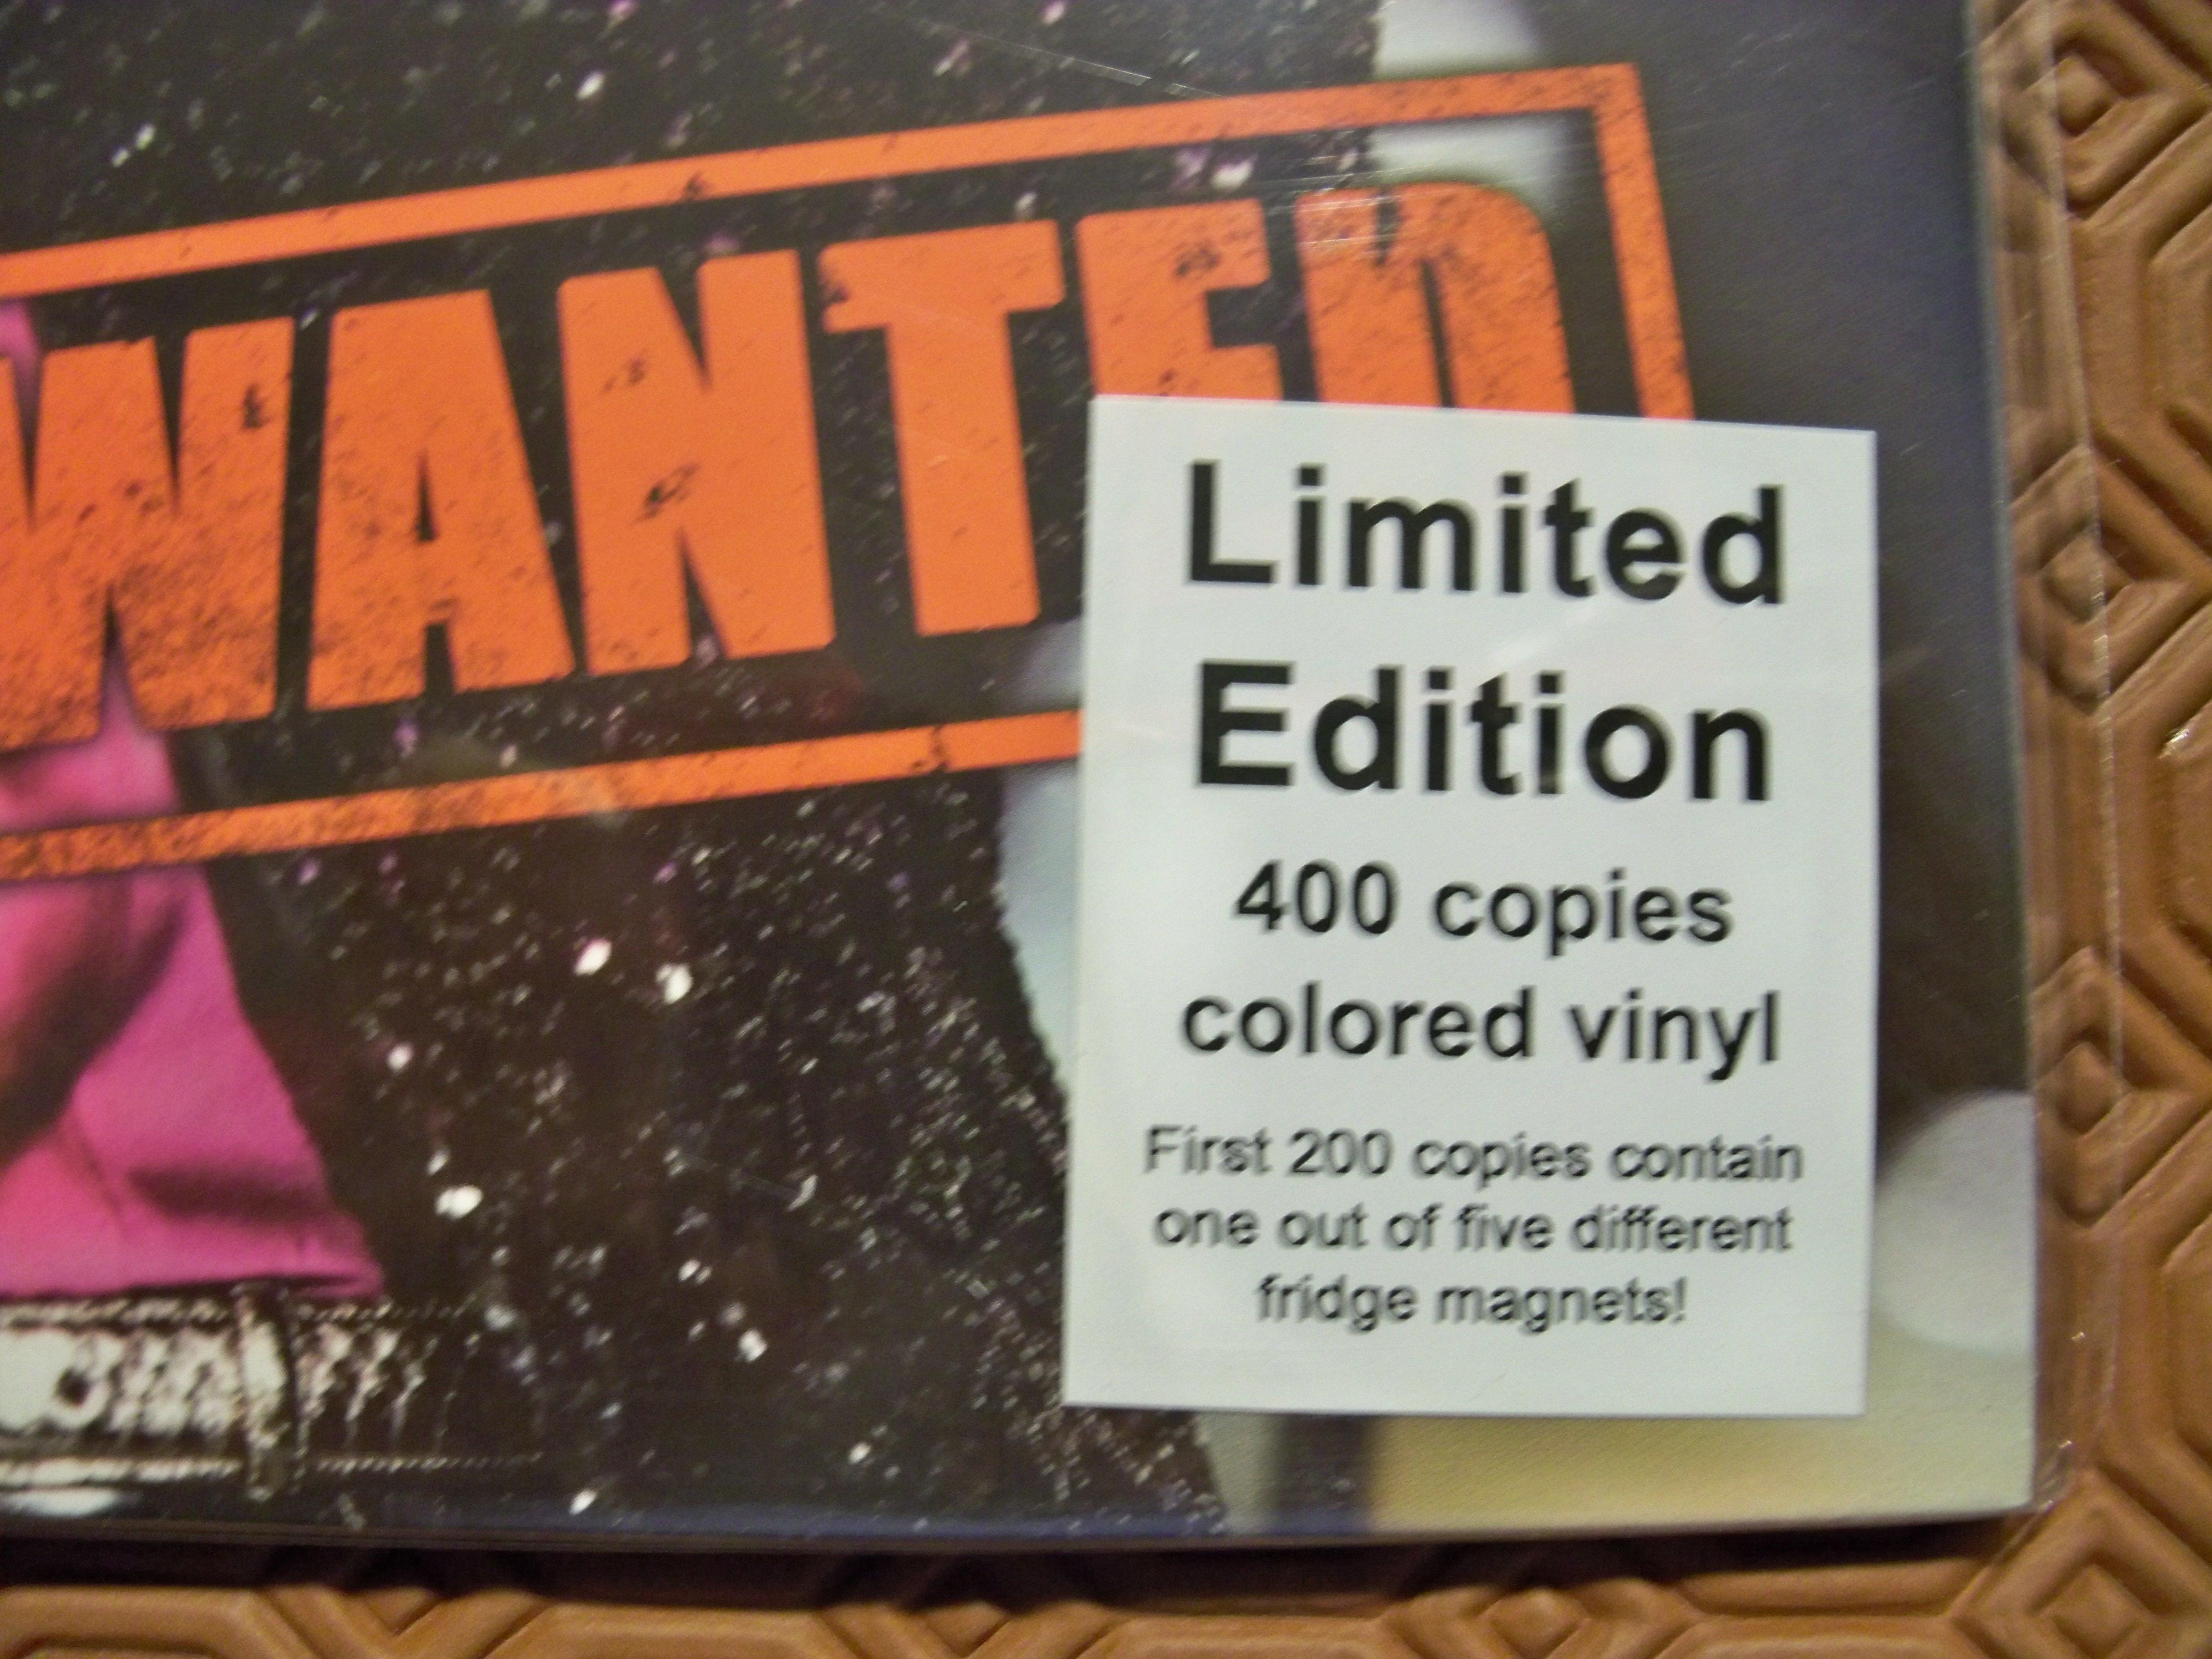 WANTED
Limited
Edition
400 copies
colored vinyl
First 200 copies contain
one out of five different
fridge magnets!